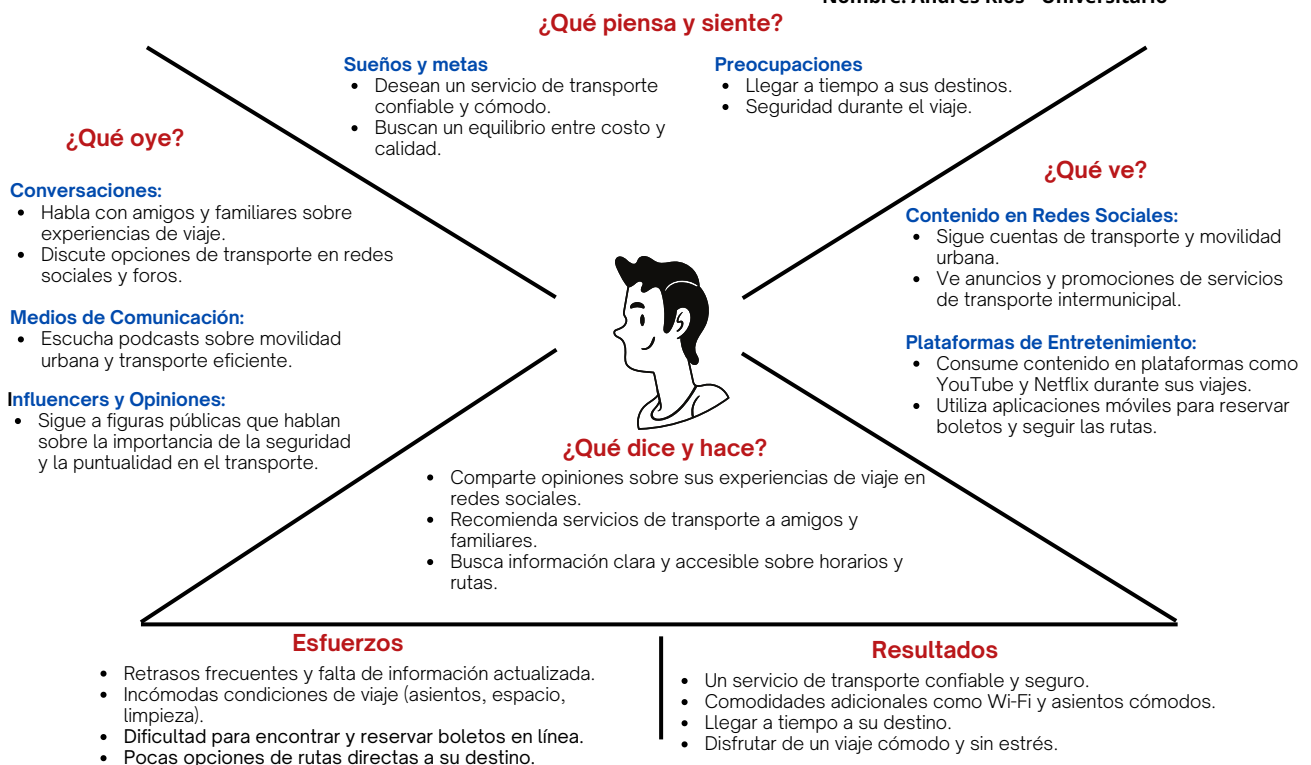 Nombre: Andrés Ríos - Universitario
¿Qué piensa y siente?
Sueños y metas
Desean un servicio de transporte
confiable y cómodo.
Buscan un equilibrio entre costo y
calidad.
Preocupaciones
Llegar a tiempo a sus destinos.
Seguridad durante el viaje.
¿Qué oye?
Conversaciones:
Habla con amigos y familiares sobre
experiencias de viaje.
Discute opciones de transporte en redes
sociales y foros.
Medios de Comunicación:
Escucha podcasts sobre movilidad
urbana y transporte eficiente.
Influencers y Opiniones:
Sigue a figuras públicas que hablan
sobre la importancia de la seguridad
y la puntualidad en el transporte.
¿Qué ve?
Contenido en Redes Sociales:
Sigue cuentas de transporte y movilidad
urbana.
Ve anuncios y promociones de servicios
de transporte intermunicipal.
Plataformas de Entretenimiento:
Consume contenido en plataformas como
YouTube y Netflix durante sus viajes.
Utiliza aplicaciones móviles para reservar
boletos y seguir las rutas.
¿Qué dice y hace?
Comparte opiniones sobre sus experiencias de viaje en
redes sociales.
Recomienda servicios de transporte a amigos y
familiares.
Busca información clara y accesible sobre horarios y
rutas.
Esfuerzos
Retrasos frecuentes y falta de información actualizada.
Incómodas condiciones de viaje (asientos, espacio,
limpieza).
Dificultad para encontrar y reservar boletos en línea.
Pocas opciones de rutas directas a su destino.
Resultados
Un servicio de transporte confiable y seguro.
Comodidades adicionales como Wi-Fi y asientos cómodos.
Llegar a tiempo a su destino.
Disfrutar de un viaje cómodo y sin estrés.